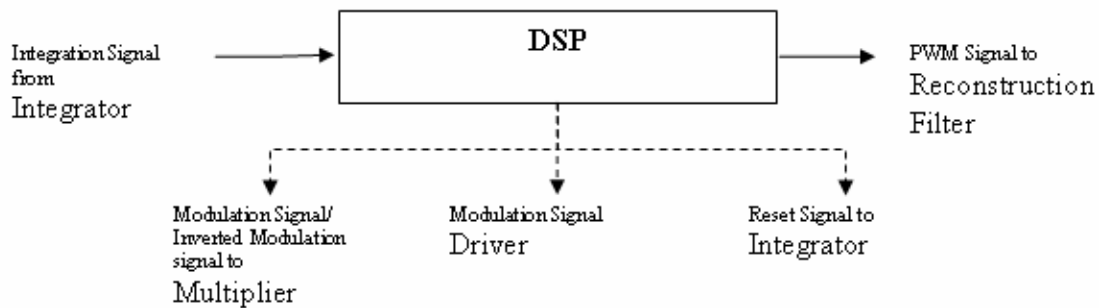 DSP
Integration Signal
from
Integrator
PWM Signal to
Reconstruction
Filter
Modulation Signal/
Inverted Modulation
signal to
Multiplier
Modulation Signal
Driver
Reset Signal to
Integrator